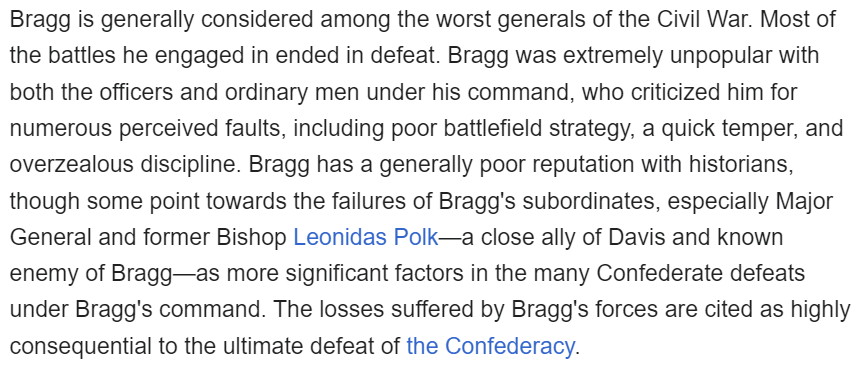 Bragg is generally considered among the worst generals of the Civil War. Most of
the battles he engaged in ended in defeat. Bragg was extremely unpopular with
both the officers and ordinary men under his command, who criticized him for
numerous perceived faults, including poor battlefield strategy, a quick temper, and
overzealous discipline. Bragg has a generally poor reputation with historians,
though some point towards the failures of Bragg's subordinates, especially Major
General and former Bishop Leonidas Polk—a close ally of Davis and known
enemy of Bragg—as more significant factors in the many Confederate defeats
under Bragg's command. The losses suffered by Bragg's forces are cited as highly
consequential to the ultimate defeat of the Confederacy.